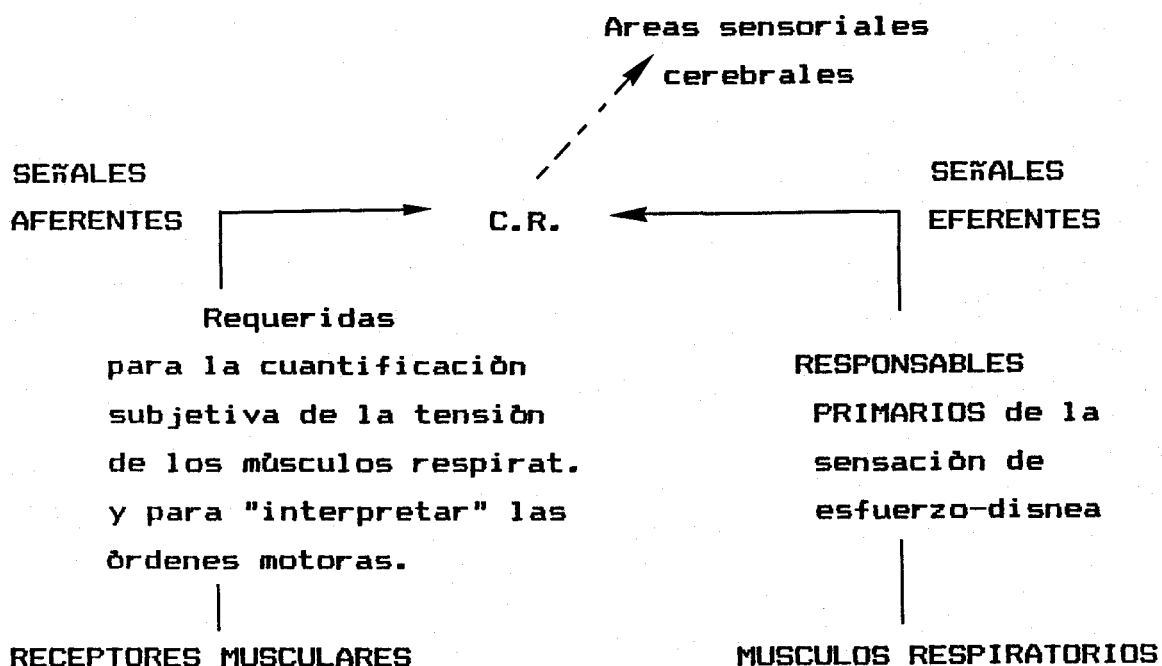 Areas sensoriales
cerebrales
SEÑALES
AFERENTES
C.R.
SEÑALES
EFERENTES
Requeridas
para la cuantificaciòn
subjetiva de la tensiòn
de los mùsculos respirat.
y para "interpretar" las
òrdenes motoras.
RECEPTORES MUSCULARES
RESPONSABLES
PRIMARIOS de la
sensaciòn de
esfuerzo-disnea
MUSCULOS RESPIRATORIOS